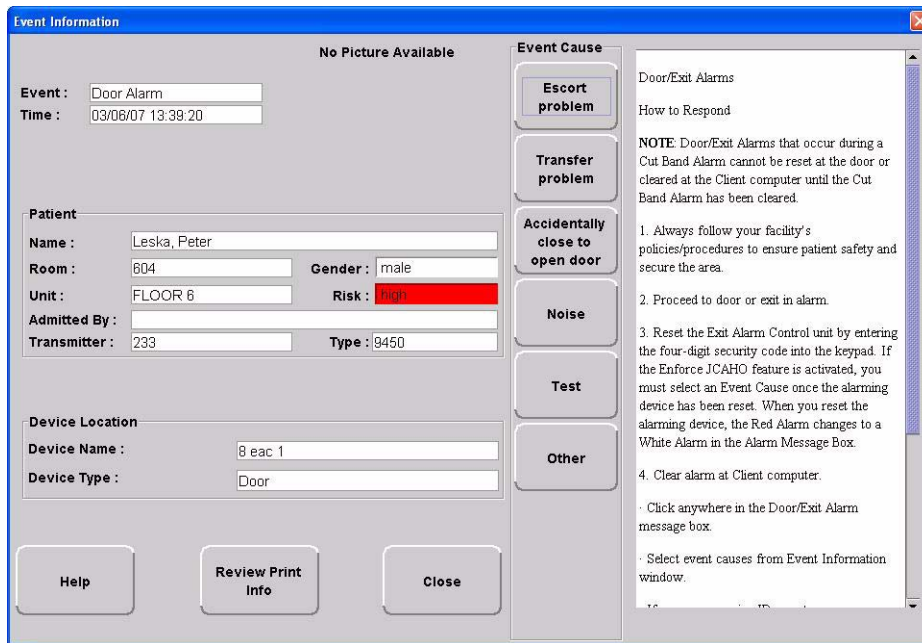 Event Information
No Picture Available
Event :
Door Alarm
Time :
03/06/07 13:39:20
Patient
Name :
Leska, Peter
Room :
604
Gender :
male
Unit :
FLOOR 6
Risk :
high
Admitted By :
Transmitter :
233
Type :
9450
Device Location
Device Name :
8 eac 1
Device Type :
Door
Help
Review Print
Info
Close
Event Cause
Escort
problem
Transfer
problem
Accidentally
close to
open door
Noise
Test
Other
Door/Exit Alarms
How to Respond
NOTE: Door/Exit Alarms that occur during a
Cut Band Alarm cannot be reset at the door or
cleared at the Client computer until the Cut
Band Alarm has been cleared.
1. Always follow your facility's
policies/procedures to ensure patient safety and
secure the area.
2. Proceed to door or exit in alarm.
3. Reset the Exit Alarm Control unit by entering
the four-digit security code into the keypad. If
the Enforce JCAHO feature is activated, you
must select an Event Cause once the alarming
device has been reset. When you reset the
alarming device, the Red Alarm changes to a
White Alarm in the Alarm Message Box.
4. Clear alarm at Client computer.
· Click anywhere in the Door/Exit Alarm
message box.
· Select event causes from Event Information
window.